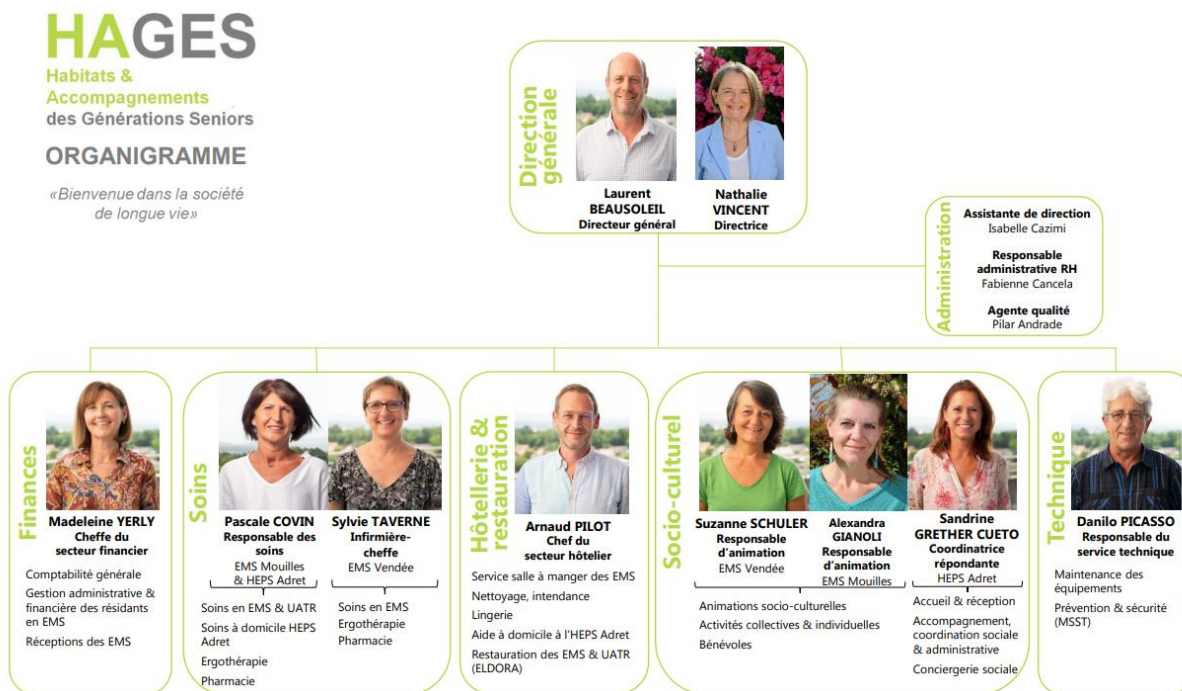 HAGES
Habitats &
Accompagnements
des Générations Seniors
ORGANIGRAMME
«Bienvenue dans la société
de longue vie»
Direction
générale
Laurent
BEAUSOLEIL
Directeur général
Nathalie
VINCENT
Directrice
Administration
Assistante de direction
Isabelle Cazimi
Responsable
administrative RH
Fabienne Cancela
Agente qualité
Pilar Andrade
Finances
Madeleine YERLY
Cheffe du
secteur financier
Comptabilité générale
Gestion administrative &
financière des résidants
en EMS
Réceptions des EMS
Soins
Pascale COVIN
Responsable des
soins
EMS Mouilles
& HEPS Adret
Soins en EMS & UATR
Soins à domicile HEPS
Adret
Ergothérapie
Pharmacie
Sylvie TAVERNE
Infirmière-
cheffe
EMS Vendée
Soins en EMS
Ergothérapie
Pharmacie
Hôtellerie &
restauration
Arnaud PILOT
Chef du
secteur hôtelier
Service salle à manger des EMS
Nettoyage, intendance
Lingerie
Aide à domicile à l'HEPS Adret
Restauration des EMS & UATR
(ELDORA)
Socio-culturel
Suzanne SCHULER
Responsable
d'animation
EMS Vendée
Alexandra
GIANOLI
Responsable
d'animation
EMS Mouilles
Animations socio-culturelles
Activités collectives & individuelles
Bénévoles
Sandrine
GRETHER CUETO
Coordinatrice
répondante
HEPS Adret
Accueil & réception
Accompagnement,
coordination sociale
& administrative
Conciergerie sociale
Technique
Danilo PICASSO
Responsable du
service technique
Maintenance des
équipements
Prévention & sécurité
(MSST)